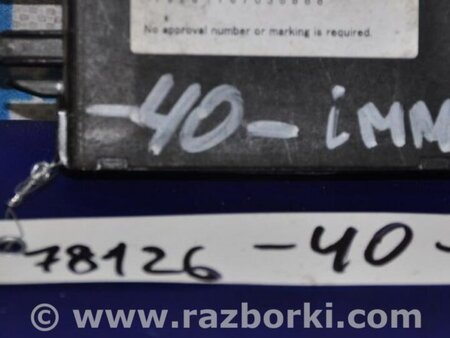 No approval number or marking is required.
-40- imm
78126 -40-
© www.razborki.com